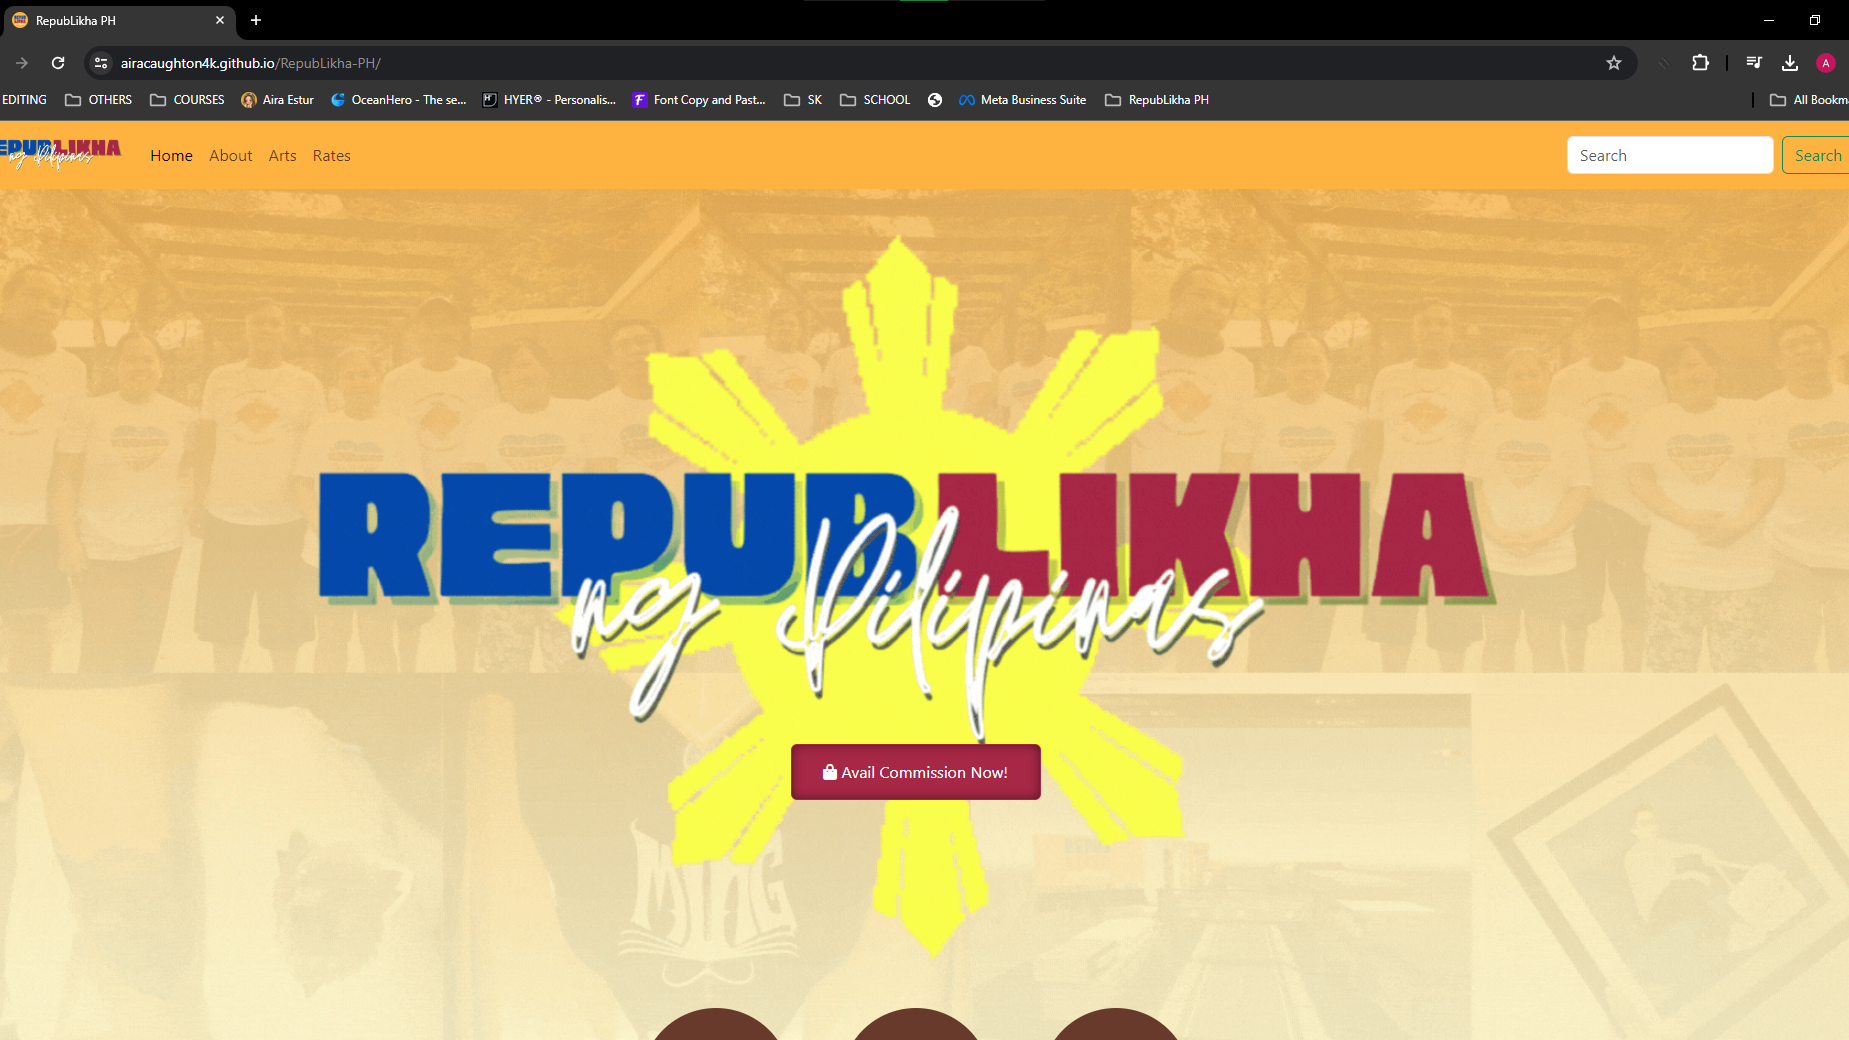 RepubLikha PH
airacaughton4k.github.io/RepubLikha-PH/
A
EDITING OTHERS COURSES Aira Estur OceanHero - The se... HYER® - Personalis... Font Copy and Past... SK SCHOOL Meta Business Suite RepubLikha PH All Bookma
EPUBLIKHA
ng Pilipinas
Home About Arts Rates Search Search
REPUBLIKHA
ng Pilipinas
Avail Commission Now!